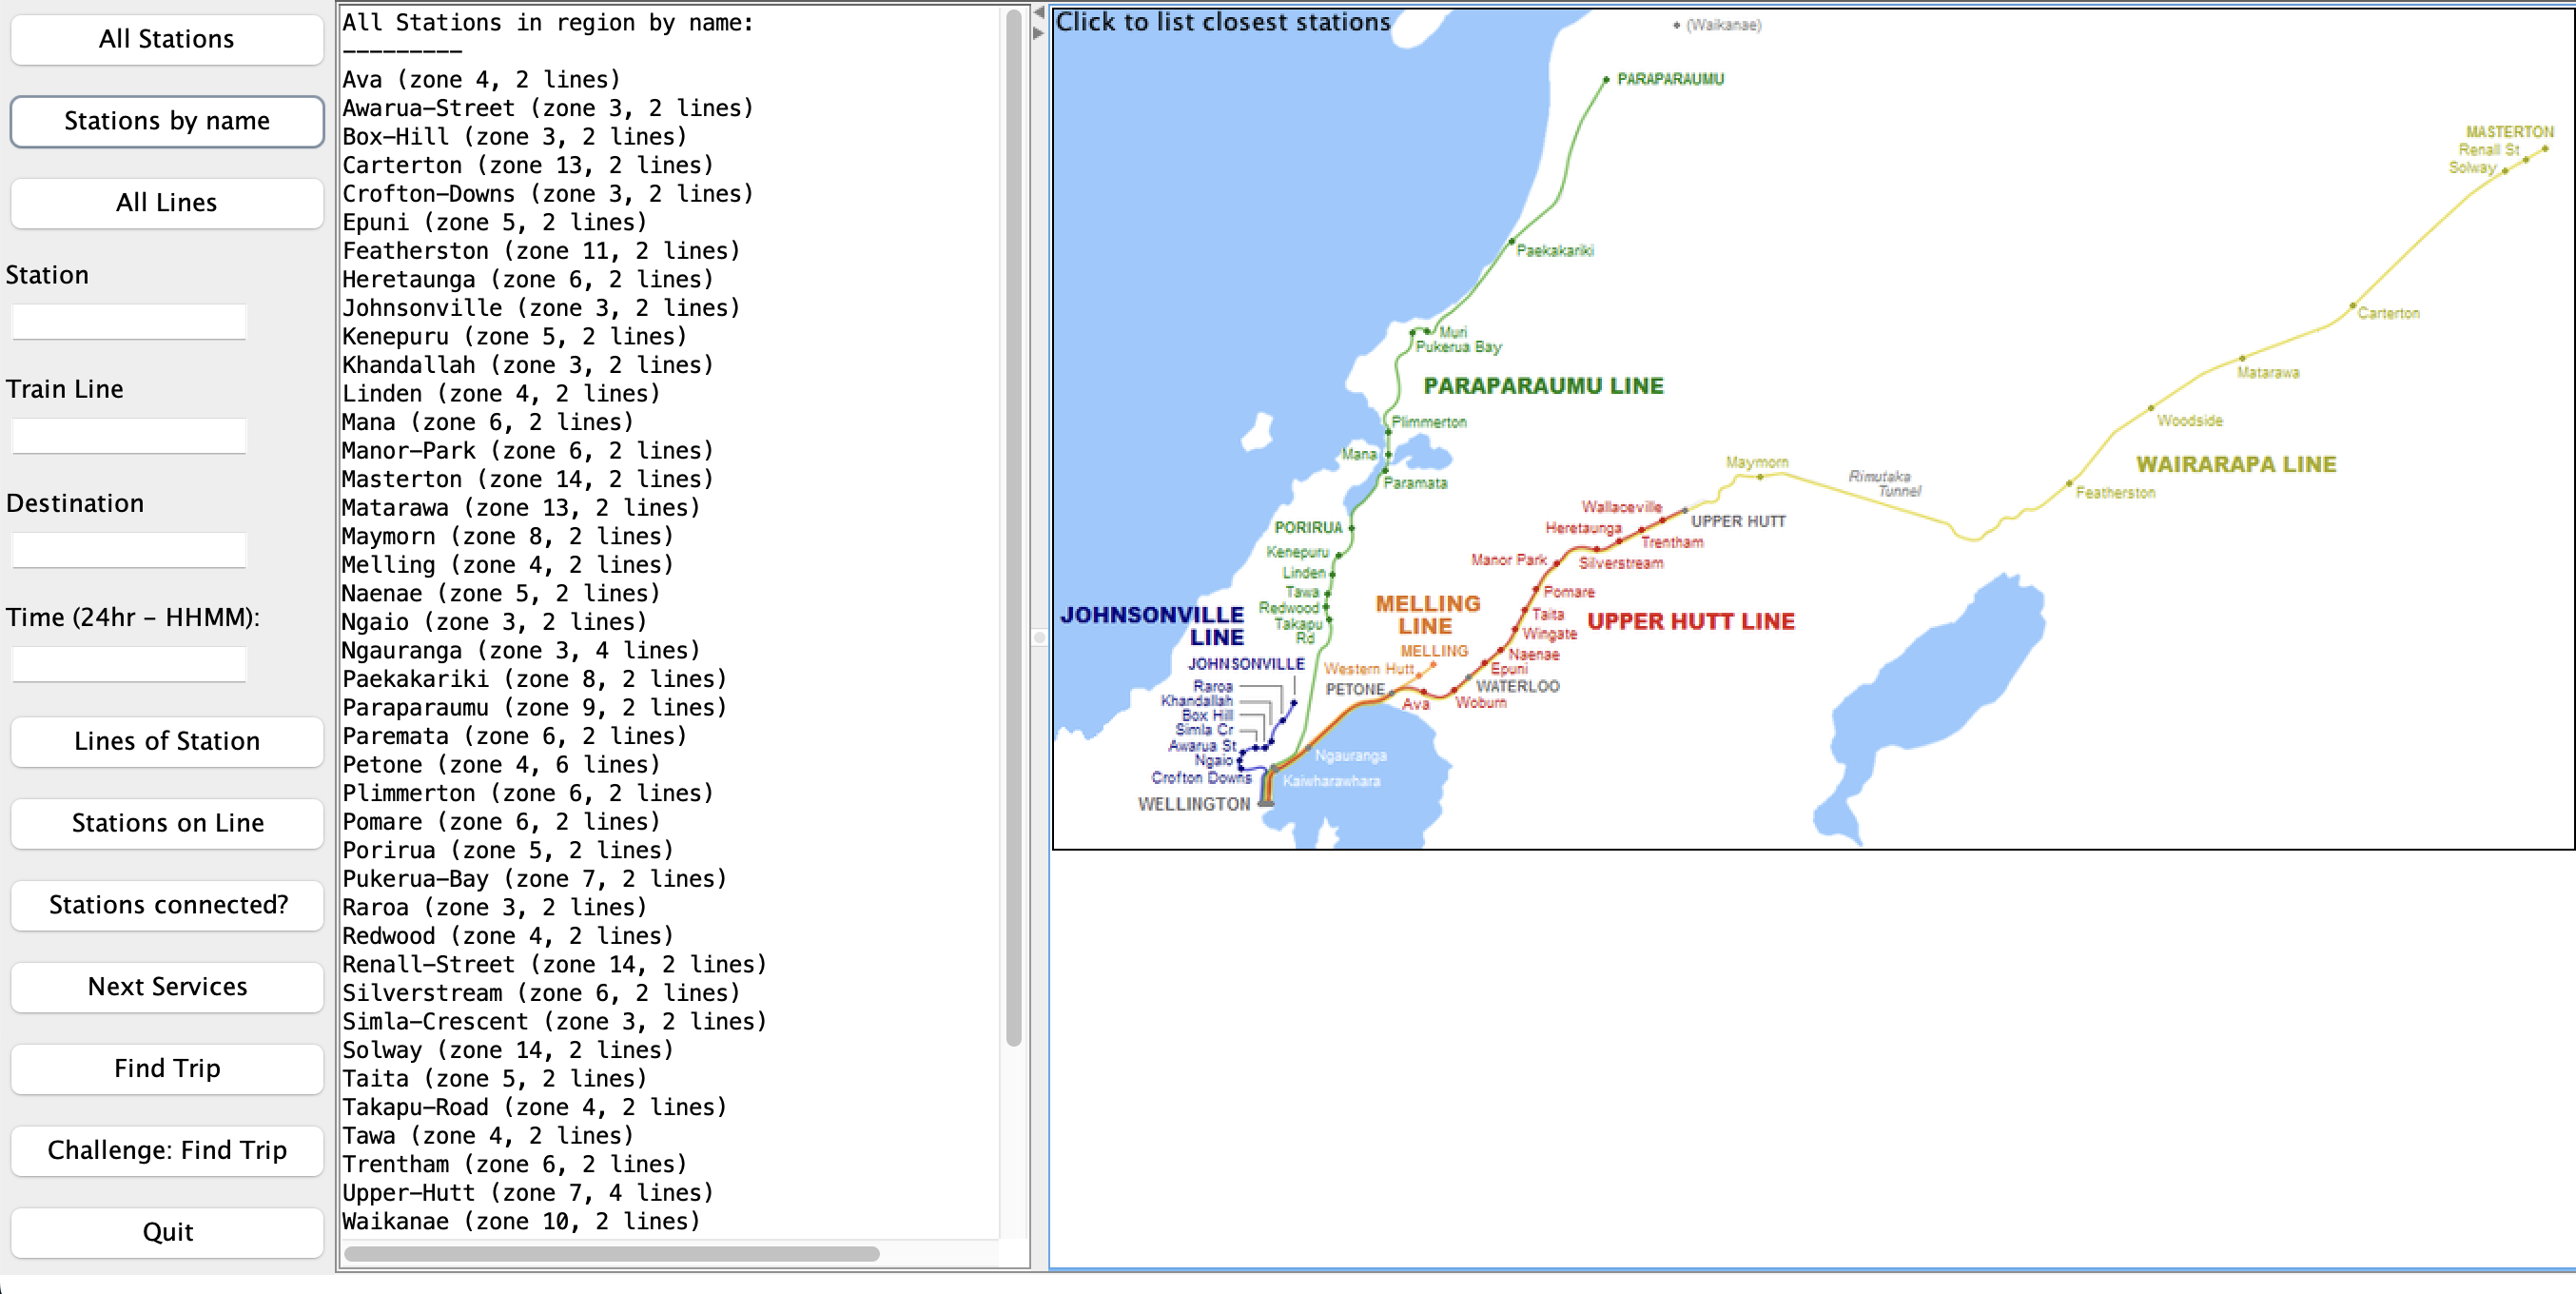 All Stations
Stations by name
All Lines
Station
Train Line
Destination
Time (24hr - HHMM):
Lines of Station
Stations on Line
Stations connected?
Next Services
Find Trip
Challenge: Find Trip
Quit
All Stations in region by name:
---------
Ava (zone 4, 2 lines)
Awarua-Street (zone 3, 2 lines)
Box-Hill (zone 3, 2 lines)
Carterton (zone 13, 2 lines)
Crofton-Downs (zone 3, 2 lines)
Epuni (zone 5, 2 lines)
Featherston (zone 11, 2 lines)
Heretaunga (zone 6, 2 lines)
Johnsonville (zone 3, 2 lines)
Kenepuru (zone 5, 2 lines)
Khandallah (zone 3, 2 lines)
Linden (zone 4, 2 lines)
Mana (zone 6, 2 lines)
Manor-Park (zone 6, 2 lines)
Masterton (zone 14, 2 lines)
Matarawa (zone 13, 2 lines)
Maymorn (zone 8, 2 lines)
Melling (zone 4, 2 lines)
Naenae (zone 5, 2 lines)
Ngaio (zone 3, 2 lines)
Ngauranga (zone 3, 4 lines)
Paekakariki (zone 8, 2 lines)
Paraparaumu (zone 9, 2 lines)
Paremata (zone 6, 2 lines)
Petone (zone 4, 6 lines)
Plimmerton (zone 6, 2 lines)
Pomare (zone 6, 2 lines)
Porirua (zone 5, 2 lines)
Pukerua-Bay (zone 7, 2 lines)
Raroa (zone 3, 2 lines)
Redwood (zone 4, 2 lines)
Renall-Street (zone 14, 2 lines)
Silverstream (zone 6, 2 lines)
Simla-Crescent (zone 3, 2 lines)
Solway (zone 14, 2 lines)
Taita (zone 5, 2 lines)
Takapu-Road (zone 4, 2 lines)
Tawa (zone 4, 2 lines)
Trentham (zone 6, 2 lines)
Upper-Hutt (zone 7, 4 lines)
Waikanae (zone 10, 2 lines)
Click to list closest stations
(Waikanae)
PARAPARAUMU
MASTERTON
Renall St
Solway
Paekakariki
Carterton
Muri
Pukerua Bay
Matarawa
PARAPARAUMU LINE
Plimmerton
Woodside
Mana
Maymorn
WAIRARAPA LINE
Rimutaka
Tunnel
Paramata
Featherston
Wallaceville
UPPER HUTT
PORIRUA
Heretaunga
Trentham
Kenepuru
Manor Park
Silverstream
Linden
Tawa
Pomare
Redwood
MELLING
LINE
JOHNSONVILLE
LINE
Taita
UPPER HUTT LINE
Takapu
Rd
Wingate
MELLING
Naenae
JOHNSONVILLE
Western Hutt
Epuni
Raroa
PETONE
WATERLOO
Khandallah
Ava
Woburn
Box Hill
Simla Cr
Awarua St
Ngaio
Ngauranga
Crofton Downs
Kaiwharawhara
WELLINGTON